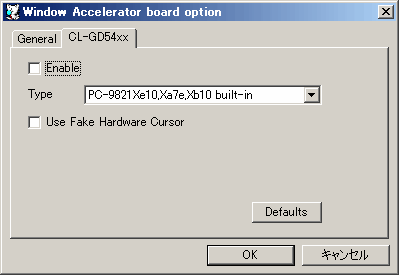 Window Accelerator board option
General
CL-GD54xx
Enable
Type
PC-9821Xe10,Xa7e,Xb10 built-in
Use Fake Hardware Cursor
Defaults
OK
キャンセル